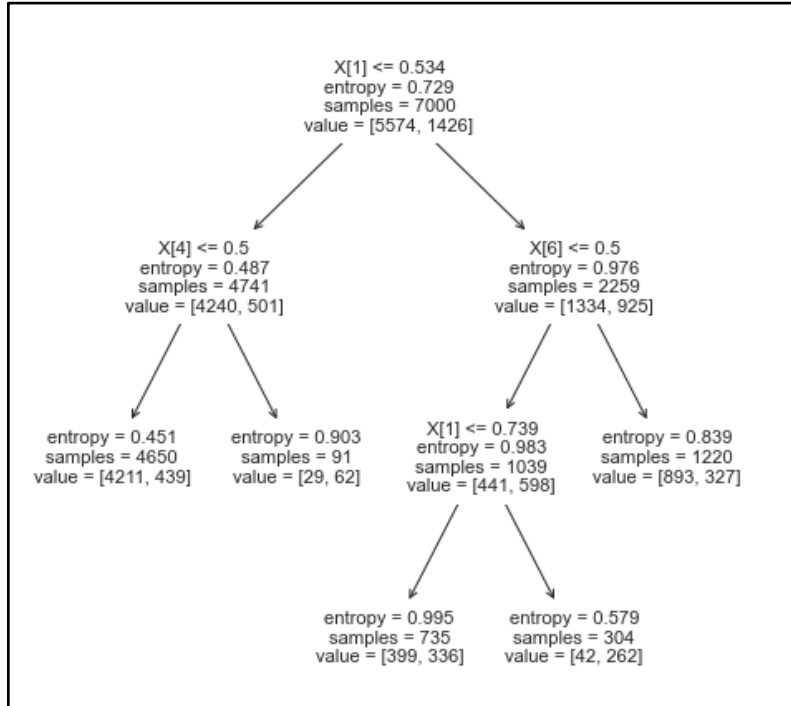 X[1] <= 0.534
entropy = 0.729
samples = 7000
value = [5574, 1426]
X[4] <= 0.5
entropy = 0.487
samples = 4741
value = [4240, 501]
X[6] <= 0.5
entropy = 0.976
samples = 2259
value = [1334, 925]
entropy = 0.451
samples = 4650
value = [4211, 439]
entropy = 0.903
samples = 91
value = [29, 62]
X[1] <= 0.739
entropy = 0.983
samples = 1039
value = [441, 598]
entropy = 0.839
samples = 1220
value = [893, 327]
entropy = 0.995
samples = 735
value = [399, 336]
entropy = 0.579
samples = 304
value = [42, 262]